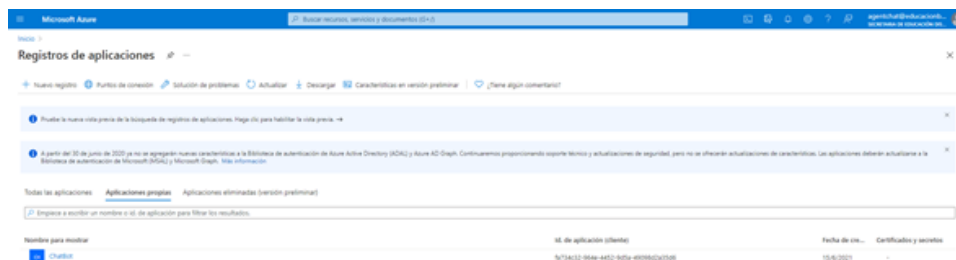 Microsoft Azure
Buscar recursos, servicios y documentos (G+/)
agentchat@educacionb...
SECRETARIA DE EDUCACIÓN DEL...
Inicio >
Registros de aplicaciones
Nuevo registro Puntos de conexión Solución de problemas Actualizar Descargar Características en versión preliminar ¿Tiene algún comentario?
Pruebe la nueva vista previa de la búsqueda de registros de aplicaciones. Haga clic para habilitar la vista previa. →
A partir del 30 de junio de 2020 ya no se agregarán nuevas características a la Biblioteca de autenticación de Azure Active Directory (ADAL) y Azure AD Graph. Continuaremos proporcionando soporte técnico y actualizaciones de seguridad, pero no se ofrecerán actualizaciones de características. Las aplicaciones deberán actualizarse a la
Biblioteca de autenticación de Microsoft (MSAL) y Microsoft Graph. Más información
Todas las aplicaciones Aplicaciones propias Aplicaciones eliminadas (versión preliminar)
Empiece a escribir un nombre o id. de aplicación para filtrar los resultados.
Nombre para mostrar Id. de aplicación (cliente) Fecha de cre... Certificados y secretos
ChatBot 15/6/2021 -